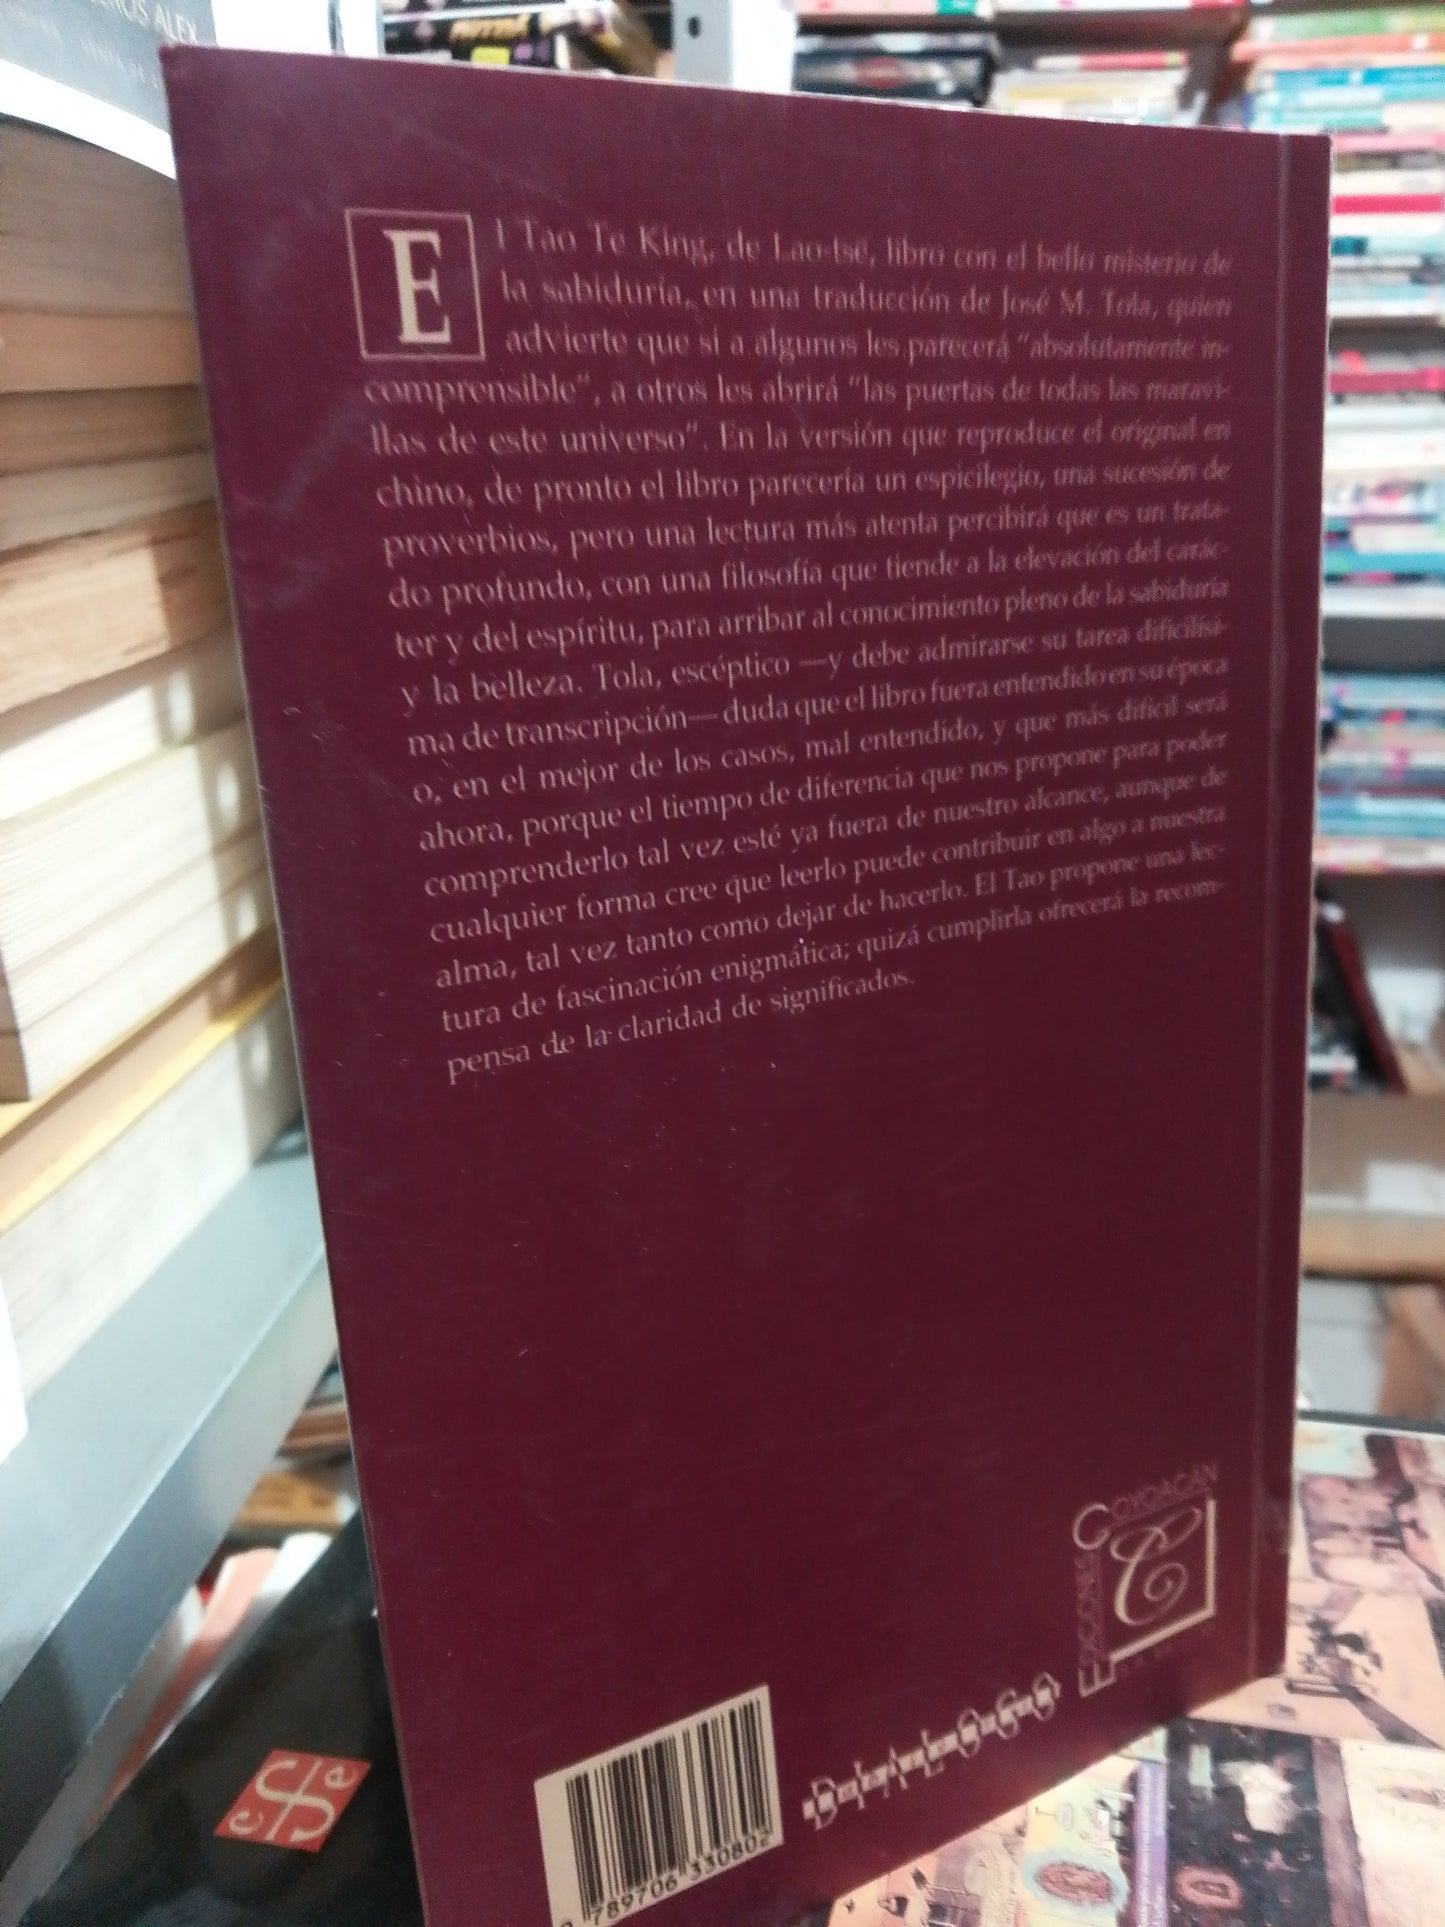 El Tao Te King, de Lao-tsé, libro con el bello misterio de
la sabiduría, en una traducción de José M. Tola, quien
advierte que si a algunos les parecerá "absolutamente in-
comprensible", a otros les abrirá "las puertas de todas las maravi-
llas de este universo". En la versión que reproduce el original en
chino, de pronto el libro parecería un espicilegio, una sucesión de
proverbios, pero una lectura más atenta percibirá que es un trata-
do profundo, con una filosofía que tiende a la elevación del carác-
ter y del espíritu, para arribar al conocimiento pleno de la sabiduría
y la belleza. Tola, escéptico —y debe admirarse su tarea dificilísi-
ma de transcripción— duda que el libro fuera entendido en su época
o, en el mejor de los casos, mal entendido, y que más difícil será
ahora, porque el tiempo de diferencia que nos propone para poder
comprenderlo tal vez esté ya fuera de nuestro alcance, aunque de
cualquier forma cree que leerlo puede contribuir en algo a nuestra
alma, tal vez tanto como dejar de hacerlo. El Tao propone una lec-
tura de fascinación enigmática; quizá cumplirla ofrecerá la recom-
pensa de la claridad de significados.
EDICIONES COYOACÁN
DIÁLOGOS
9 789706 330802
ALEX